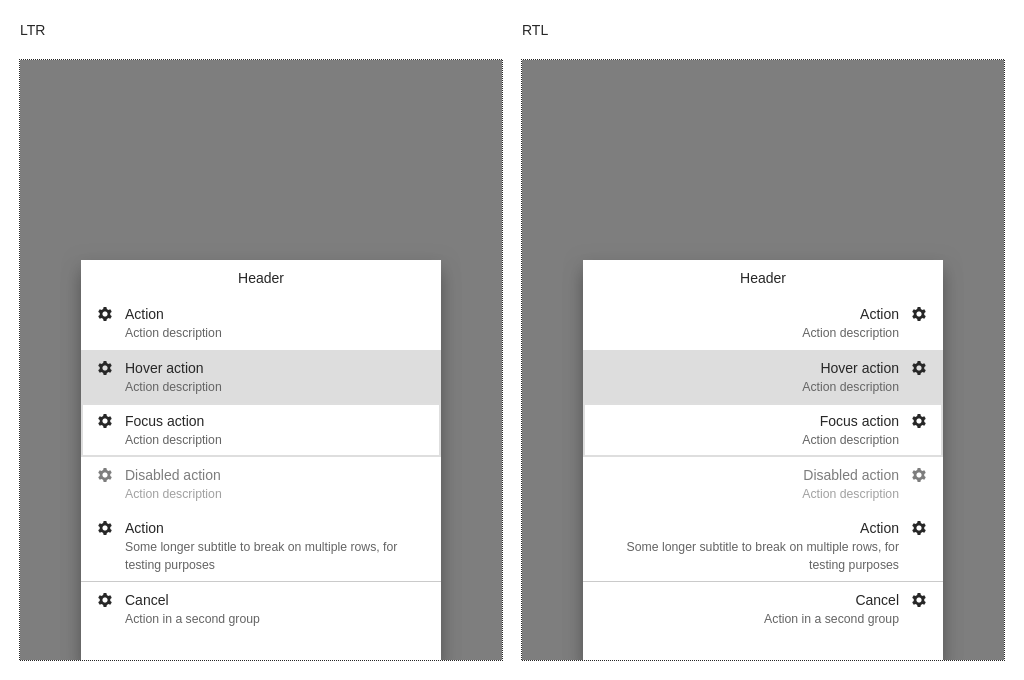 LTR
Header
Action
Action description
Hover action
Action description
Focus action
Action description
Disabled action
Action description
Action
Some longer subtitle to break on multiple rows, for
testing purposes
Cancel
Action in a second group
RTL
Header
Action
Action description
Hover action
Action description
Focus action
Action description
Disabled action
Action description
Action
Some longer subtitle to break on multiple rows, for
testing purposes
Cancel
Action in a second group